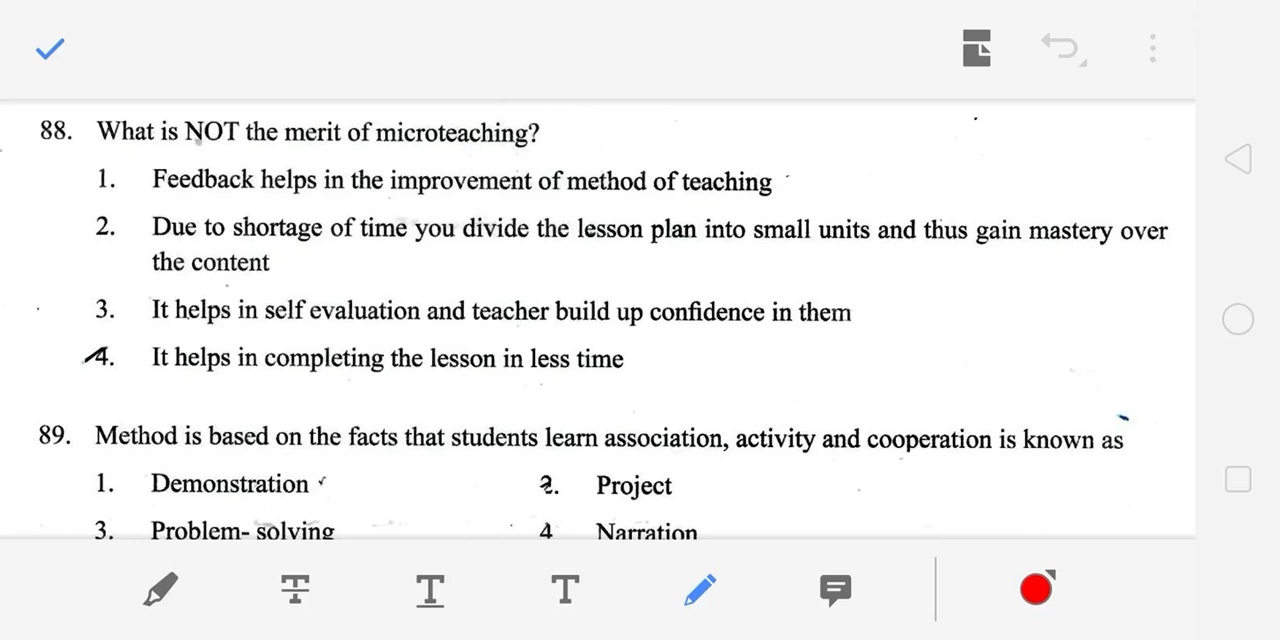 88. What is NOT the merit of microteaching?
1. Feedback helps in the improvement of method of teaching
2. Due to shortage of time you divide the lesson plan into small units and thus gain mastery over
the content
3. It helps in self evaluation and teacher build up confidence in them
4. It helps in completing the lesson in less time
89. Method is based on the facts that students learn association, activity and cooperation is known as
1. Demonstration 2. Project
3. Problem- solving 4 Narration
T T T